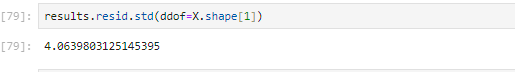 [79]: results.resid.std(ddof=X.shape[1])
[79]: 4.0639803125145395